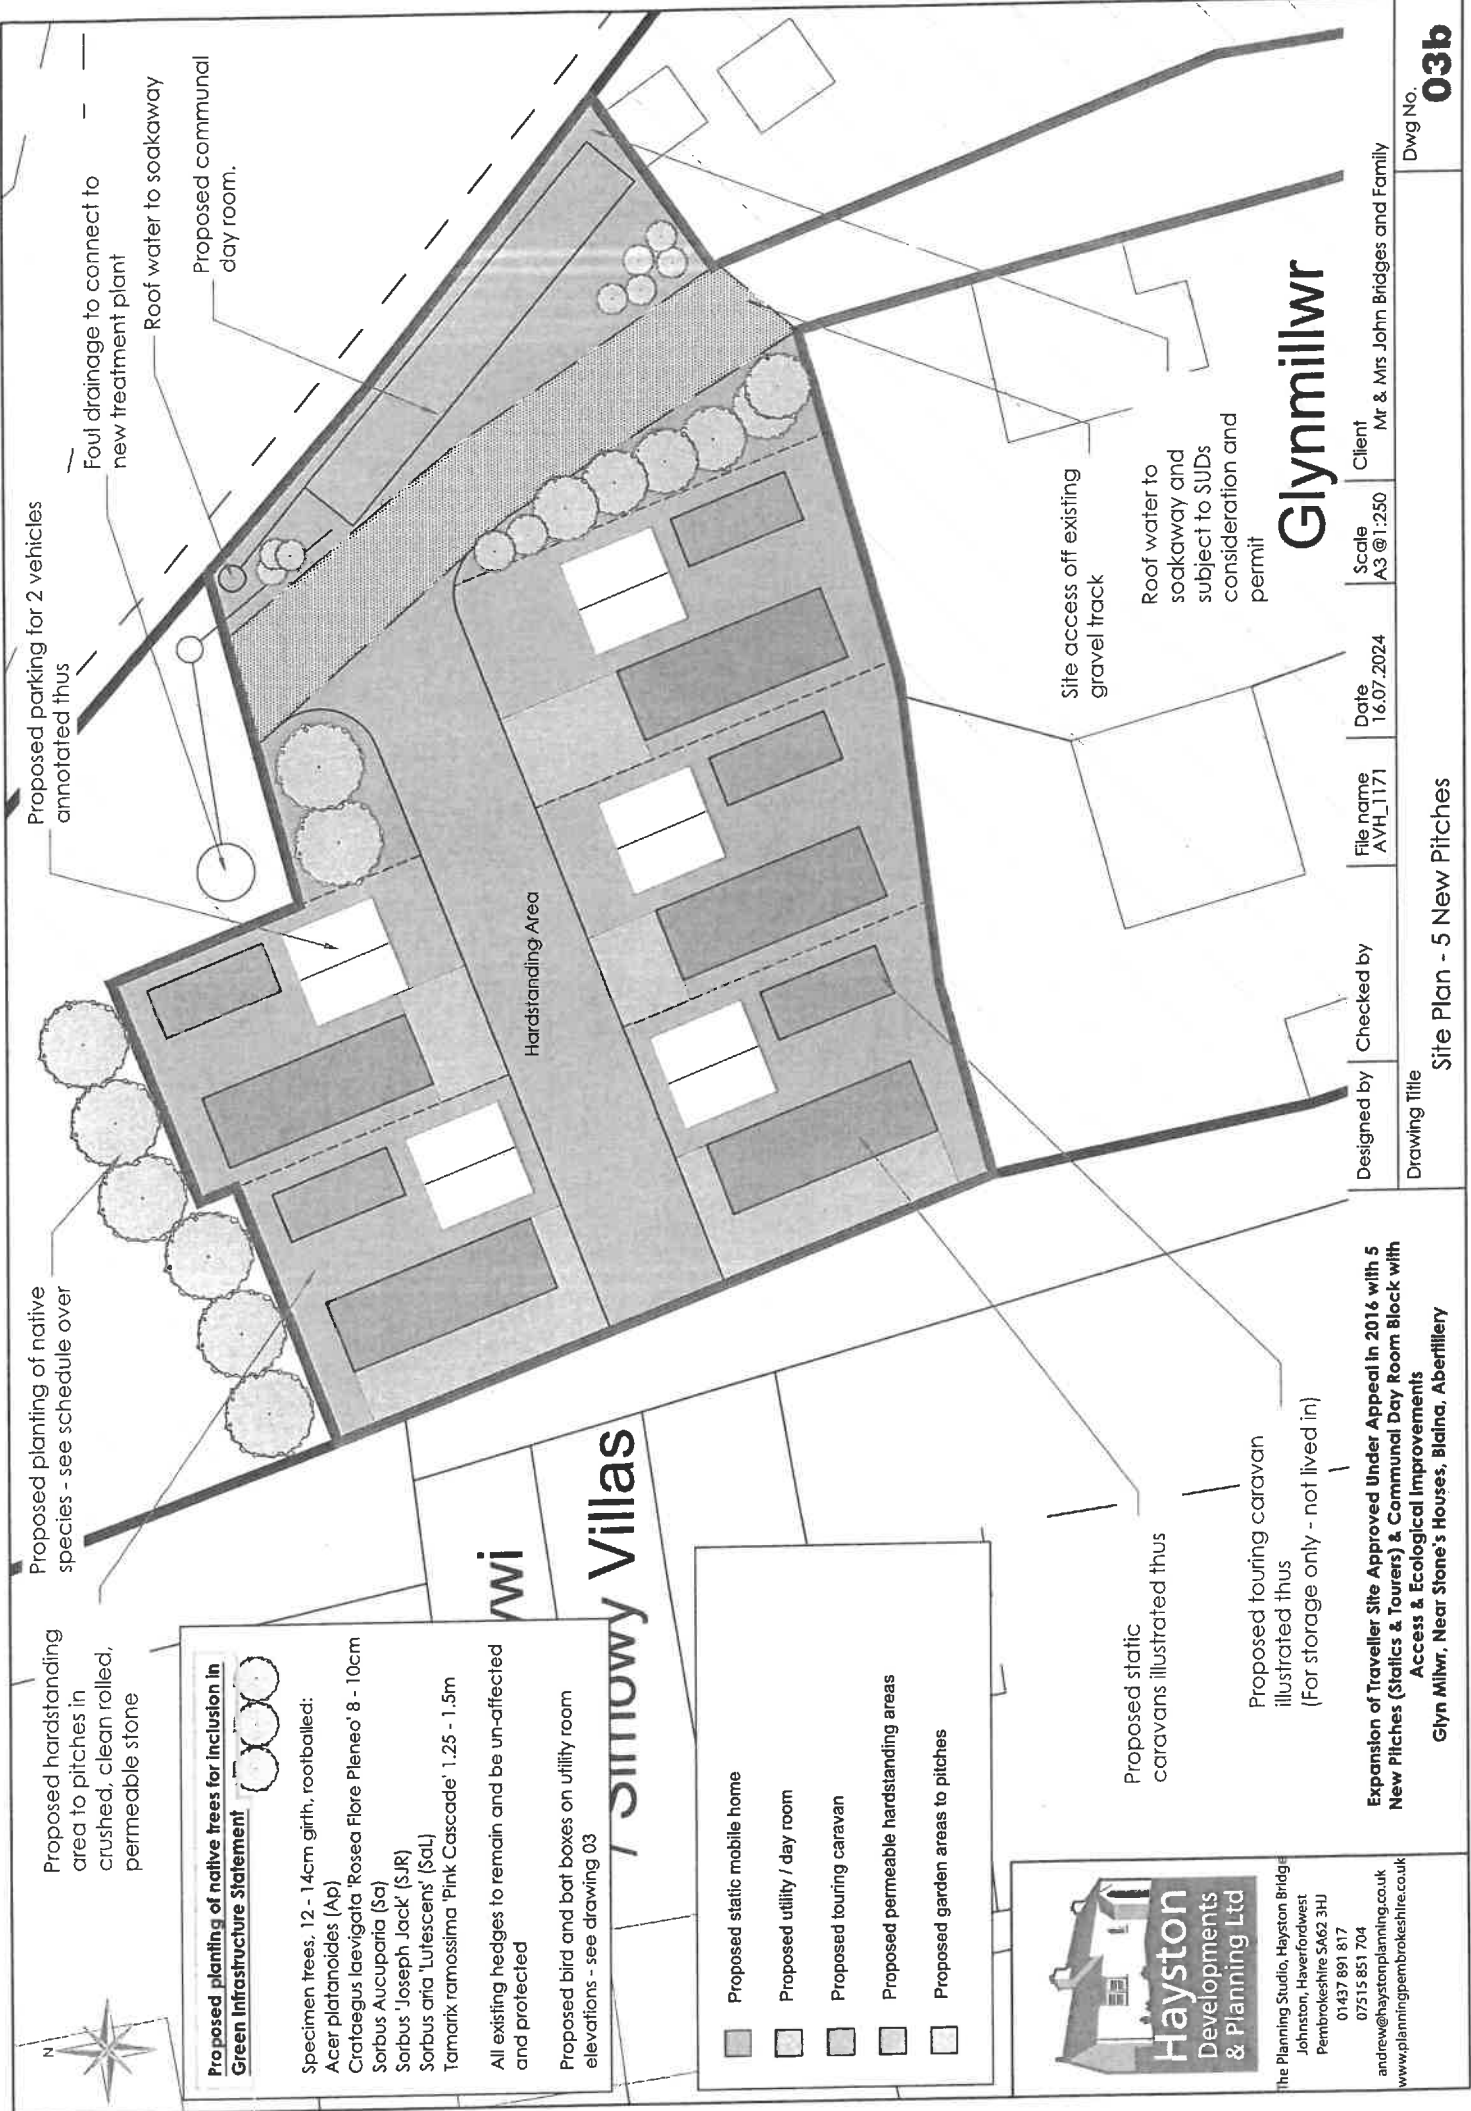 Proposed hardstanding
area to pitches in
crushed, clean rolled,
permeable stone
Proposed planting of native
species - see schedule over
Proposed parking for 2 vehicles
annotated thus
Foul drainage to connect to
new treatment plant
Roof water to soakaway
Proposed communal
day room.
N
Proposed planting of native trees for inclusion in
Green Infrastructure Statement
Specimen trees, 12 - 14cm girth, rootballed:
Acer platanoides (Ap)
Crataegus laevigata 'Rosea Flore Pleneo' 8 - 10cm
Sorbus Aucuparia (Sa)
Sorbus 'Joseph Jack' (SJR)
Sorbus aria 'Lutescens' (SaL)
Tamarix ramossima 'Pink Cascade' 1.25 - 1.5m
All existing hedges to remain and be un-affected
and protected
Proposed bird and bat boxes on utility room
elevations - see drawing 03
Villas
Hardstanding Area
Proposed static mobile home
Proposed utility / day room
Proposed touring caravan
Proposed permeable hardstanding areas
Proposed garden areas to pitches
Proposed static
caravans illustrated thus
Proposed touring caravan
illustrated thus
(For storage only - not lived in)
Site access off existing
gravel track
Roof water to
soakaway and
subject to SUDs
consideration and
permit
Glynmillwr
Hayston
Developments
& Planning Ltd
The Planning Studio, Hayston Bridge
Johnston, Haverfordwest
Pembrokeshire SA62 3HJ
01437 891 817
07515 851 704
andrew@haystonplanning.co.uk
www.planningpembrokeshire.co.uk
Expansion of Traveller Site Approved Under Appeal in 2016 with 5
New Pitches (Statics & Tourers) & Communal Day Room Block with
Access & Ecological Improvements
Glyn Milwr, Near Stone's Houses, Blaina, Abertillery
Designed by
Checked by
File name
AVH_1171
Date
16.07.2024
Scale
A3 @ 1:250
Client
Mr & Mrs John Bridges and Family
Drawing Title
Site Plan - 5 New Pitches
Dwg No.
03b